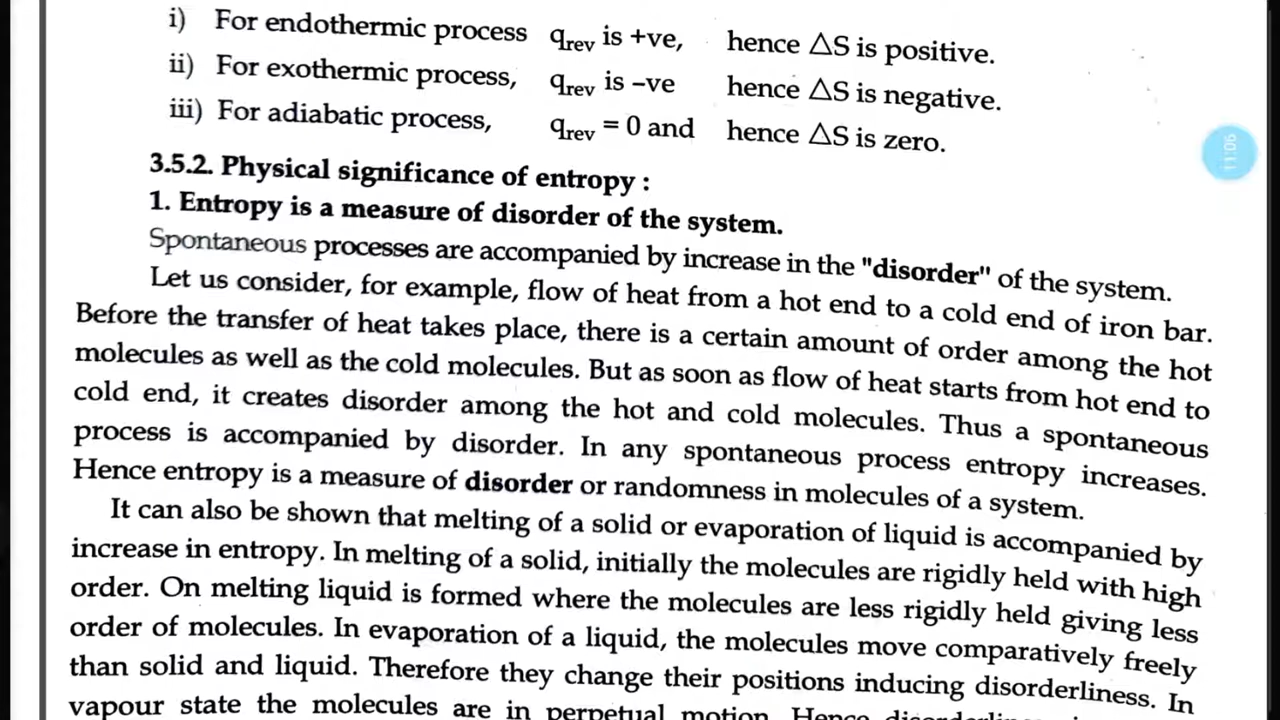 i) For endothermic process qrev is +ve, hence △S is positive.
ii) For exothermic process, qrev is –ve hence △S is negative.
iii) For adiabatic process, qrev = 0 and hence △S is zero.
3.5.2. Physical significance of entropy :
1. Entropy is a measure of disorder of the system.
Spontaneous processes are accompanied by increase in the "disorder" of the system.
Let us consider, for example, flow of heat from a hot end to a cold end of iron bar.
Before the transfer of heat takes place, there is a certain amount of order among the hot
molecules as well as the cold molecules. But as soon as flow of heat starts from hot end to
cold end, it creates disorder among the hot and cold molecules. Thus a spontaneous
process is accompanied by disorder. In any spontaneous process entropy increases.
Hence entropy is a measure of disorder or randomness in molecules of a system.
It can also be shown that melting of a solid or evaporation of liquid is accompanied by
increase in entropy. In melting of a solid, initially the molecules are rigidly held with high
order. On melting liquid is formed where the molecules are less rigidly held giving less
order of molecules. In evaporation of a liquid, the molecules move comparatively freely
than solid and liquid. Therefore they change their positions inducing disorderliness. In
vapour state the molecules are in perpetual motion. Hence
11:06